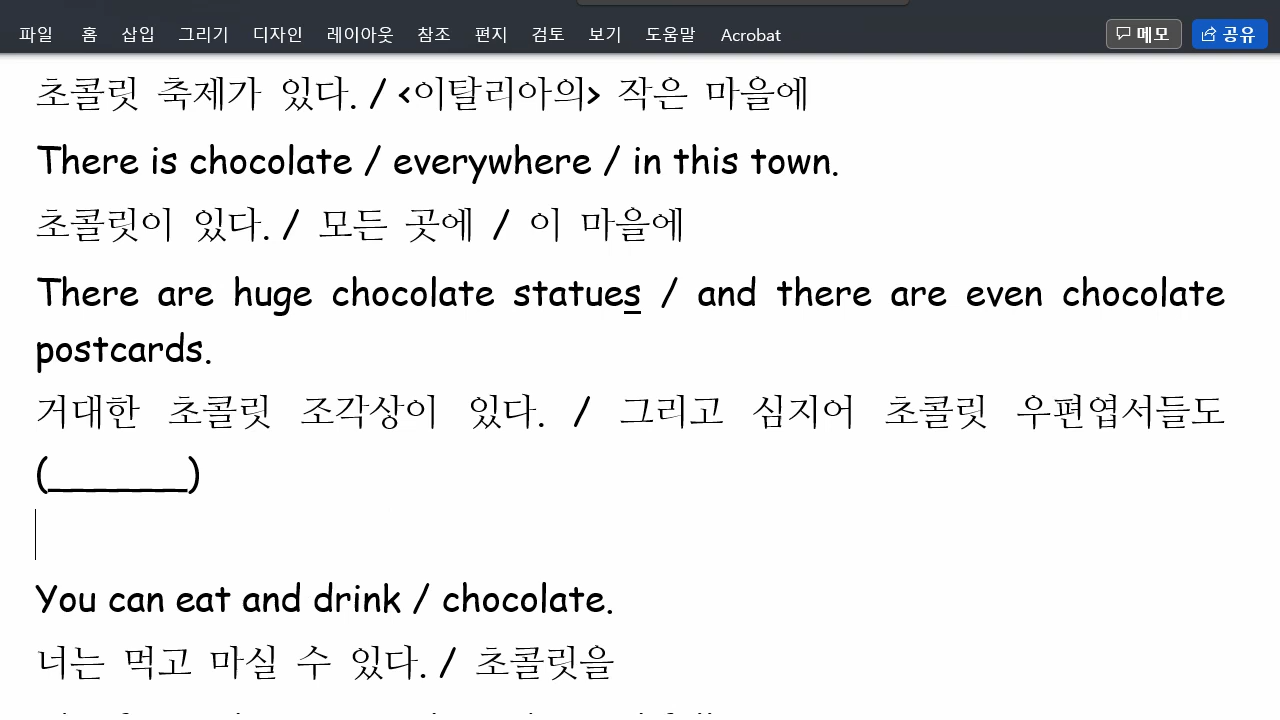 파일 홈 삽입 그리기 디자인 레이아웃 참조 편지 검토 보기 도움말 Acrobat 메모 공유
초콜릿 축제가 있다. / <이탈리아의> 작은 마을에
There is chocolate / everywhere / in this town.
초콜릿이 있다. / 모든 곳에 / 이 마을에
There are huge chocolate statues / and there are even chocolate
postcards.
거대한 초콜릿 조각상이 있다. / 그리고 심지어 초콜릿 우편엽서들도
(______)
You can eat and drink / chocolate.
너는 먹고 마실 수 있다. / 초콜릿을